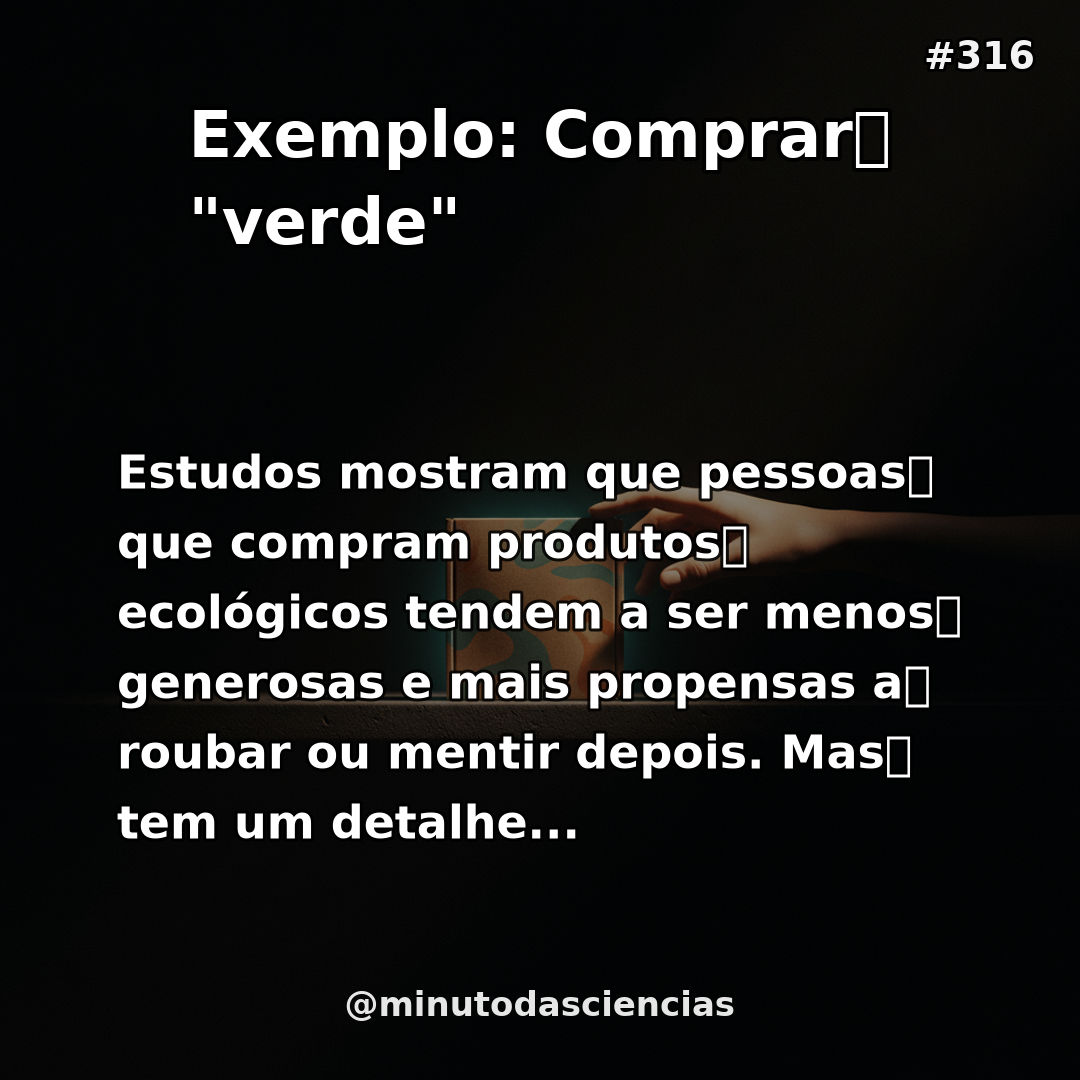 #316
Exemplo: Comprar
"verde"
Estudos mostram que pessoas
que compram produtos
ecológicos tendem a ser menos
generosas e mais propensas a
roubar ou mentir depois. Mas
tem um detalhe...
@minutodasciencias